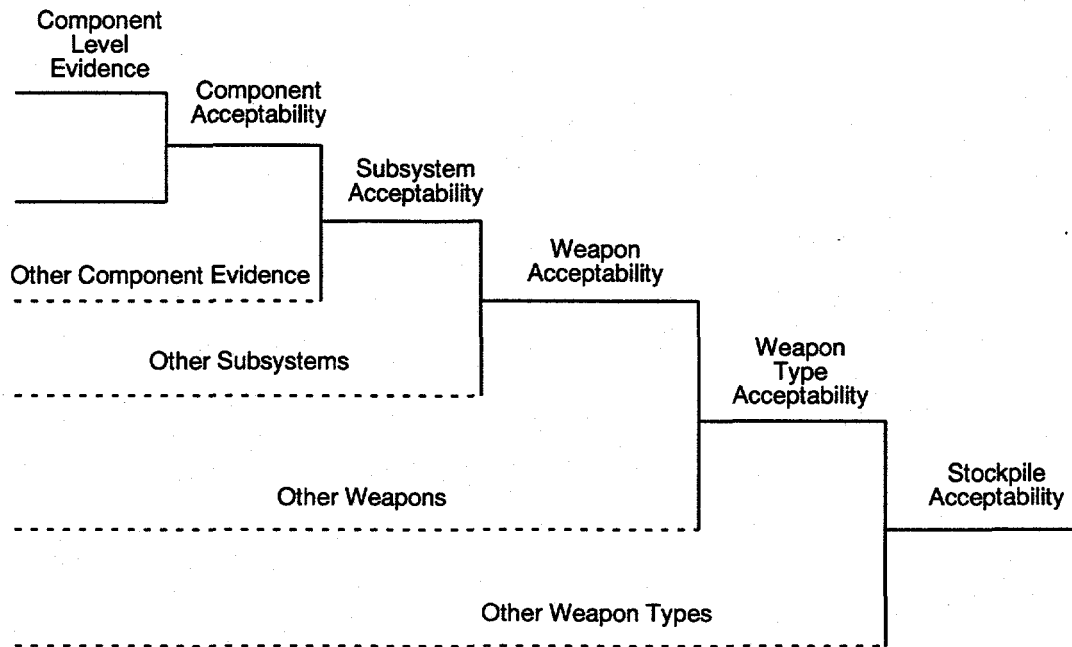 Component
Level
Evidence
Component
Acceptability
Subsystem
Acceptability
Other Component Evidence
Weapon
Acceptability
Other Subsystems
Weapon
Type
Acceptability
Other Weapons
Stockpile
Acceptability
Other Weapon Types